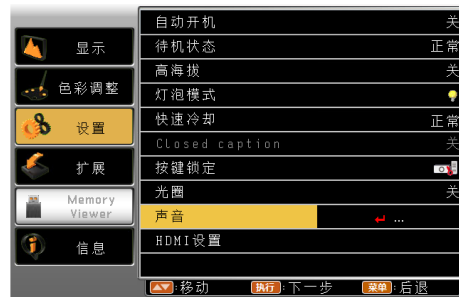 显示
色彩调整
设置
扩展
Memory
Viewer
信息
自动开机 关
待机状态 正常
高海拔 关
灯泡模式
快速冷却 正常
Closed caption 关
按键锁定
光圈 关
声音 ...
HDMI设置
:移动 执行:下一步 菜单:后退